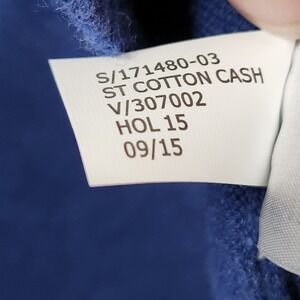 S/171480-03
ST COTTON CASH
V/307002
HOL 15
09/15